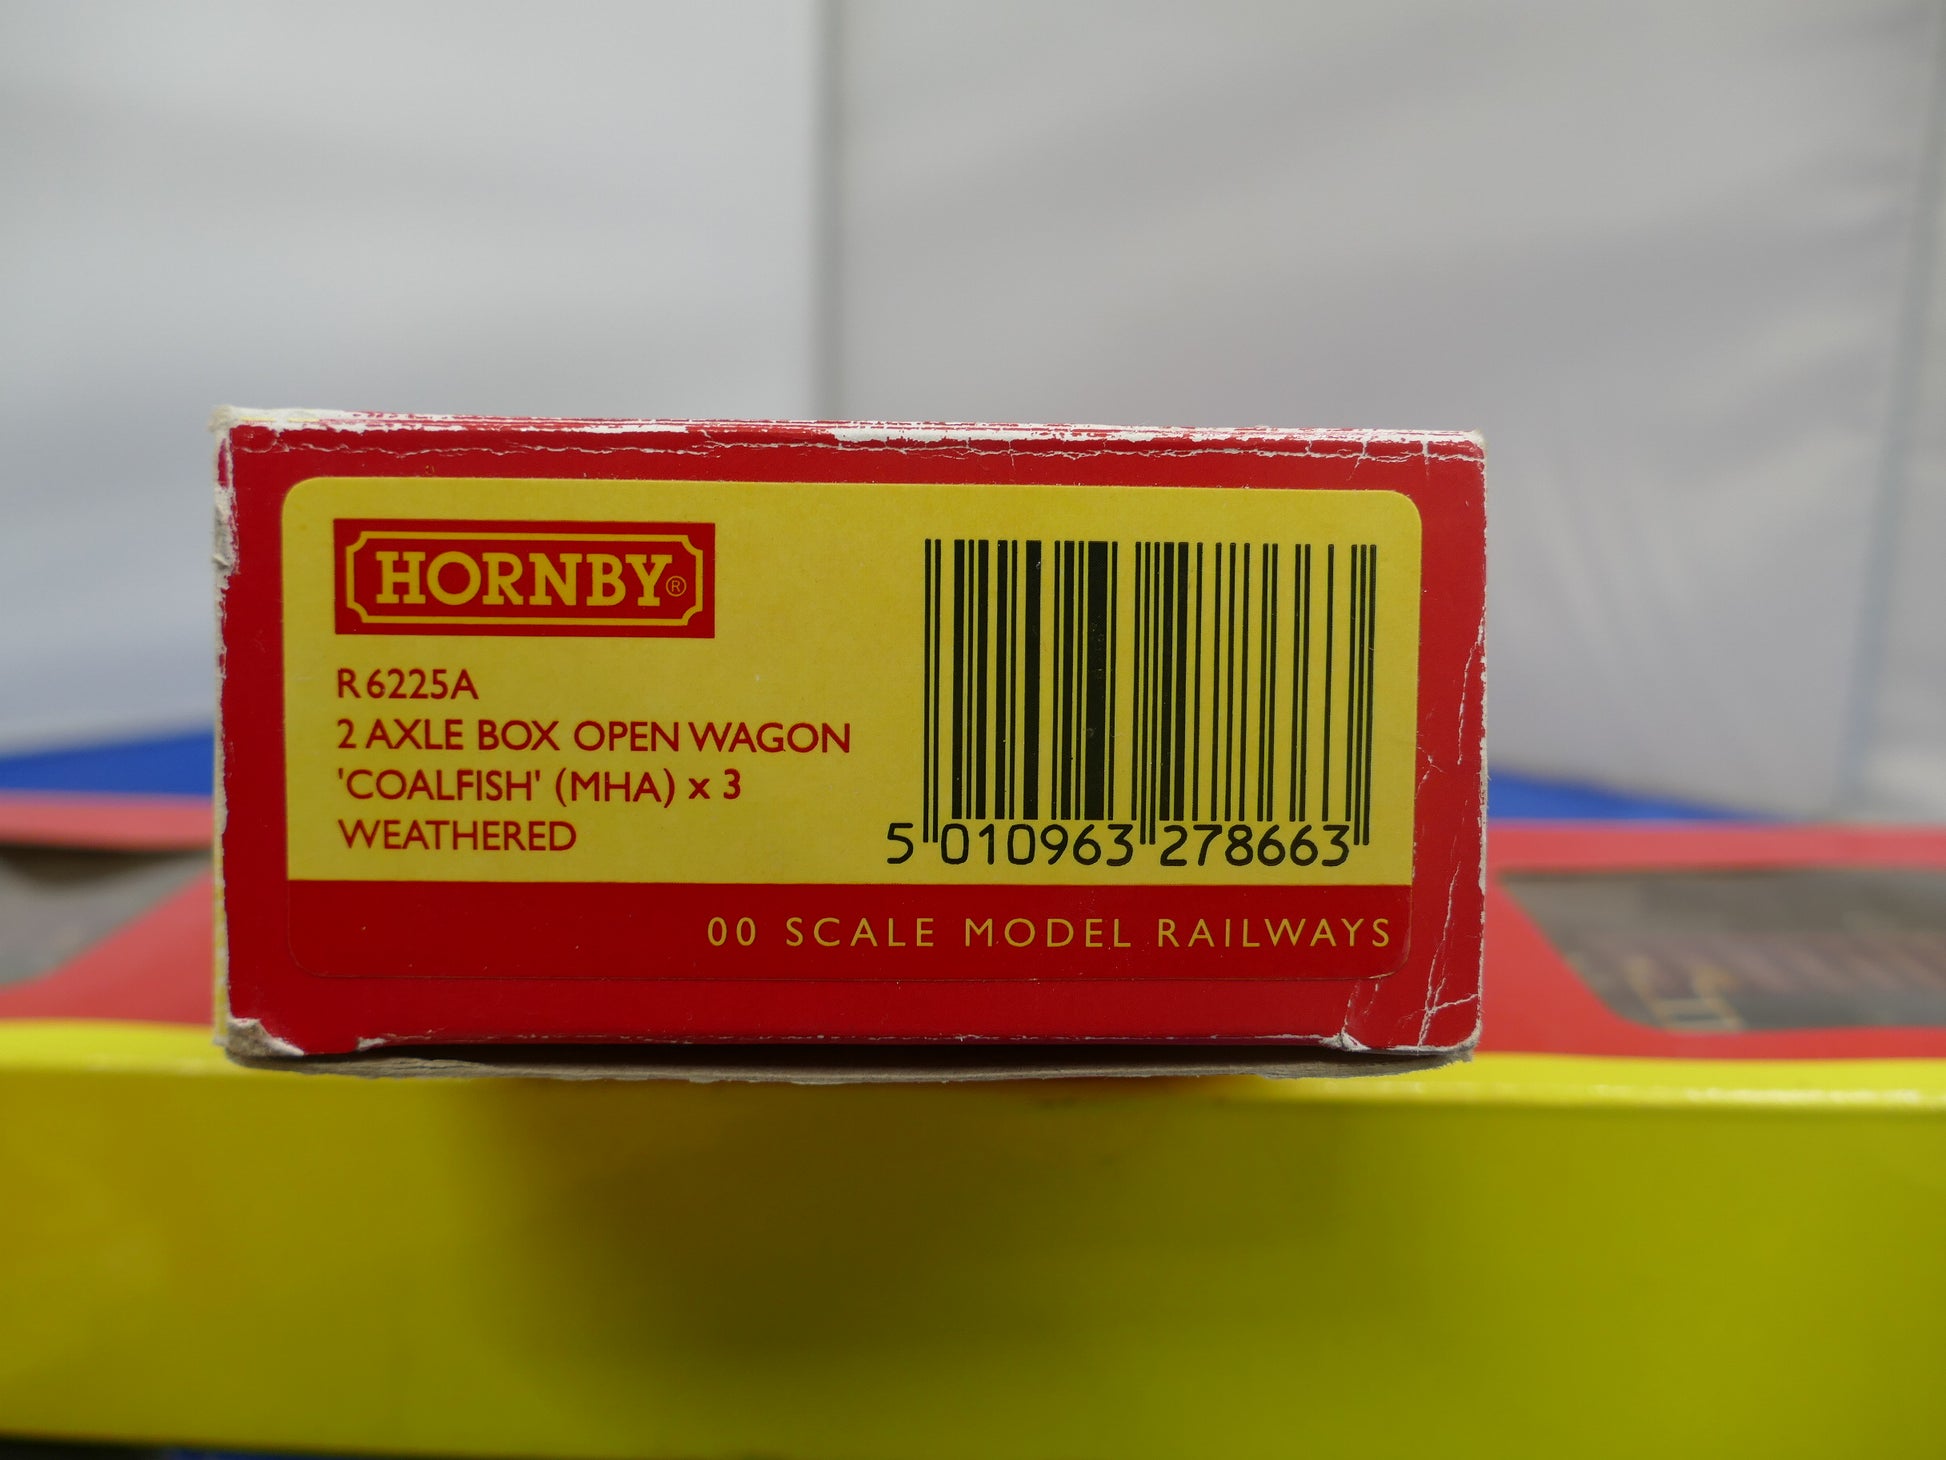 HORNBY®
R6225A
2 AXLE BOX OPEN WAGON
'COALFISH' (MHA) x 3
WEATHERED
5 010963 278663
00 SCALE MODEL RAILWAYS